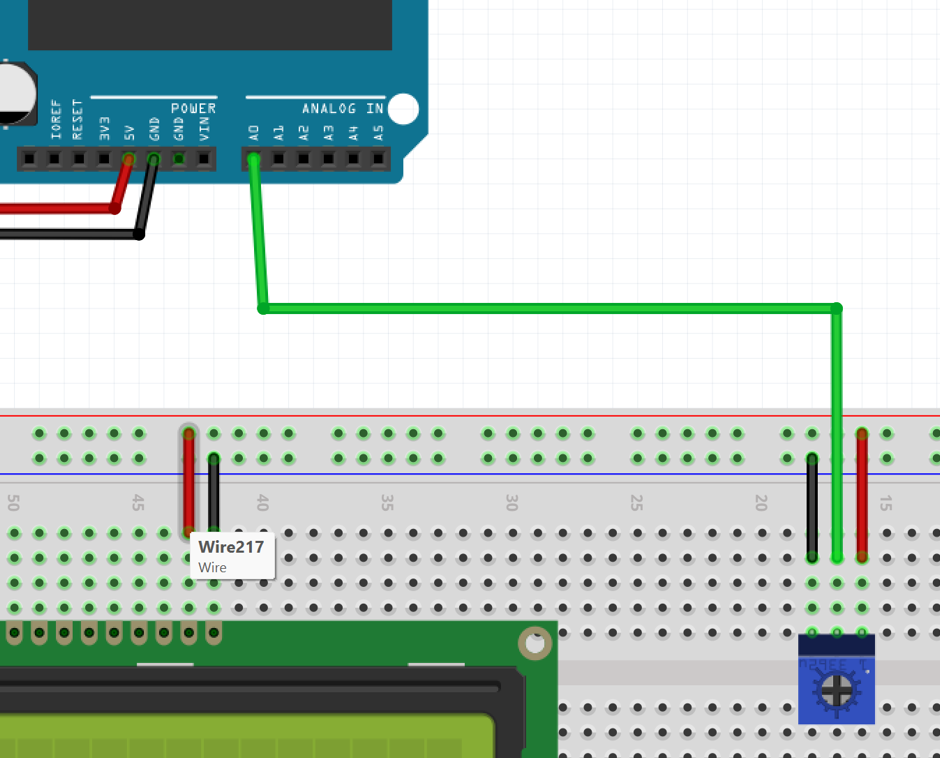 POWER
ANALOG IN
IOREF
RESET
3V3
5V
GND
GND
VIN
A0
A1
A2
A3
A4
A5
50
45
40
35
30
25
20
15
Wire217
Wire